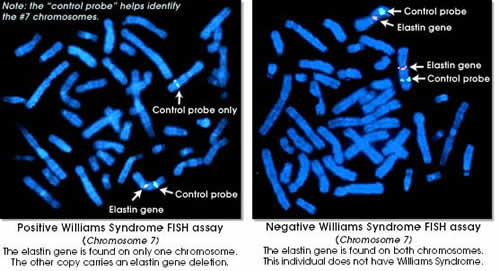 Note: the "control probe" helps identify
the #7 chromosomes.
Control probe only
Control probe
Elastin gene
Positive Williams Syndrome FISH assay
(Chromosome 7)
The elastin gene is found on only one chromosome.
The other copy carries an elastin gene deletion.
Control probe
Elastin gene
Elastin gene
Control probe
Negative Williams Syndrome FISH assay
(Chromosome 7)
The elastin gene is found on both chromosomes.
This individual does not have Williams Syndrome.